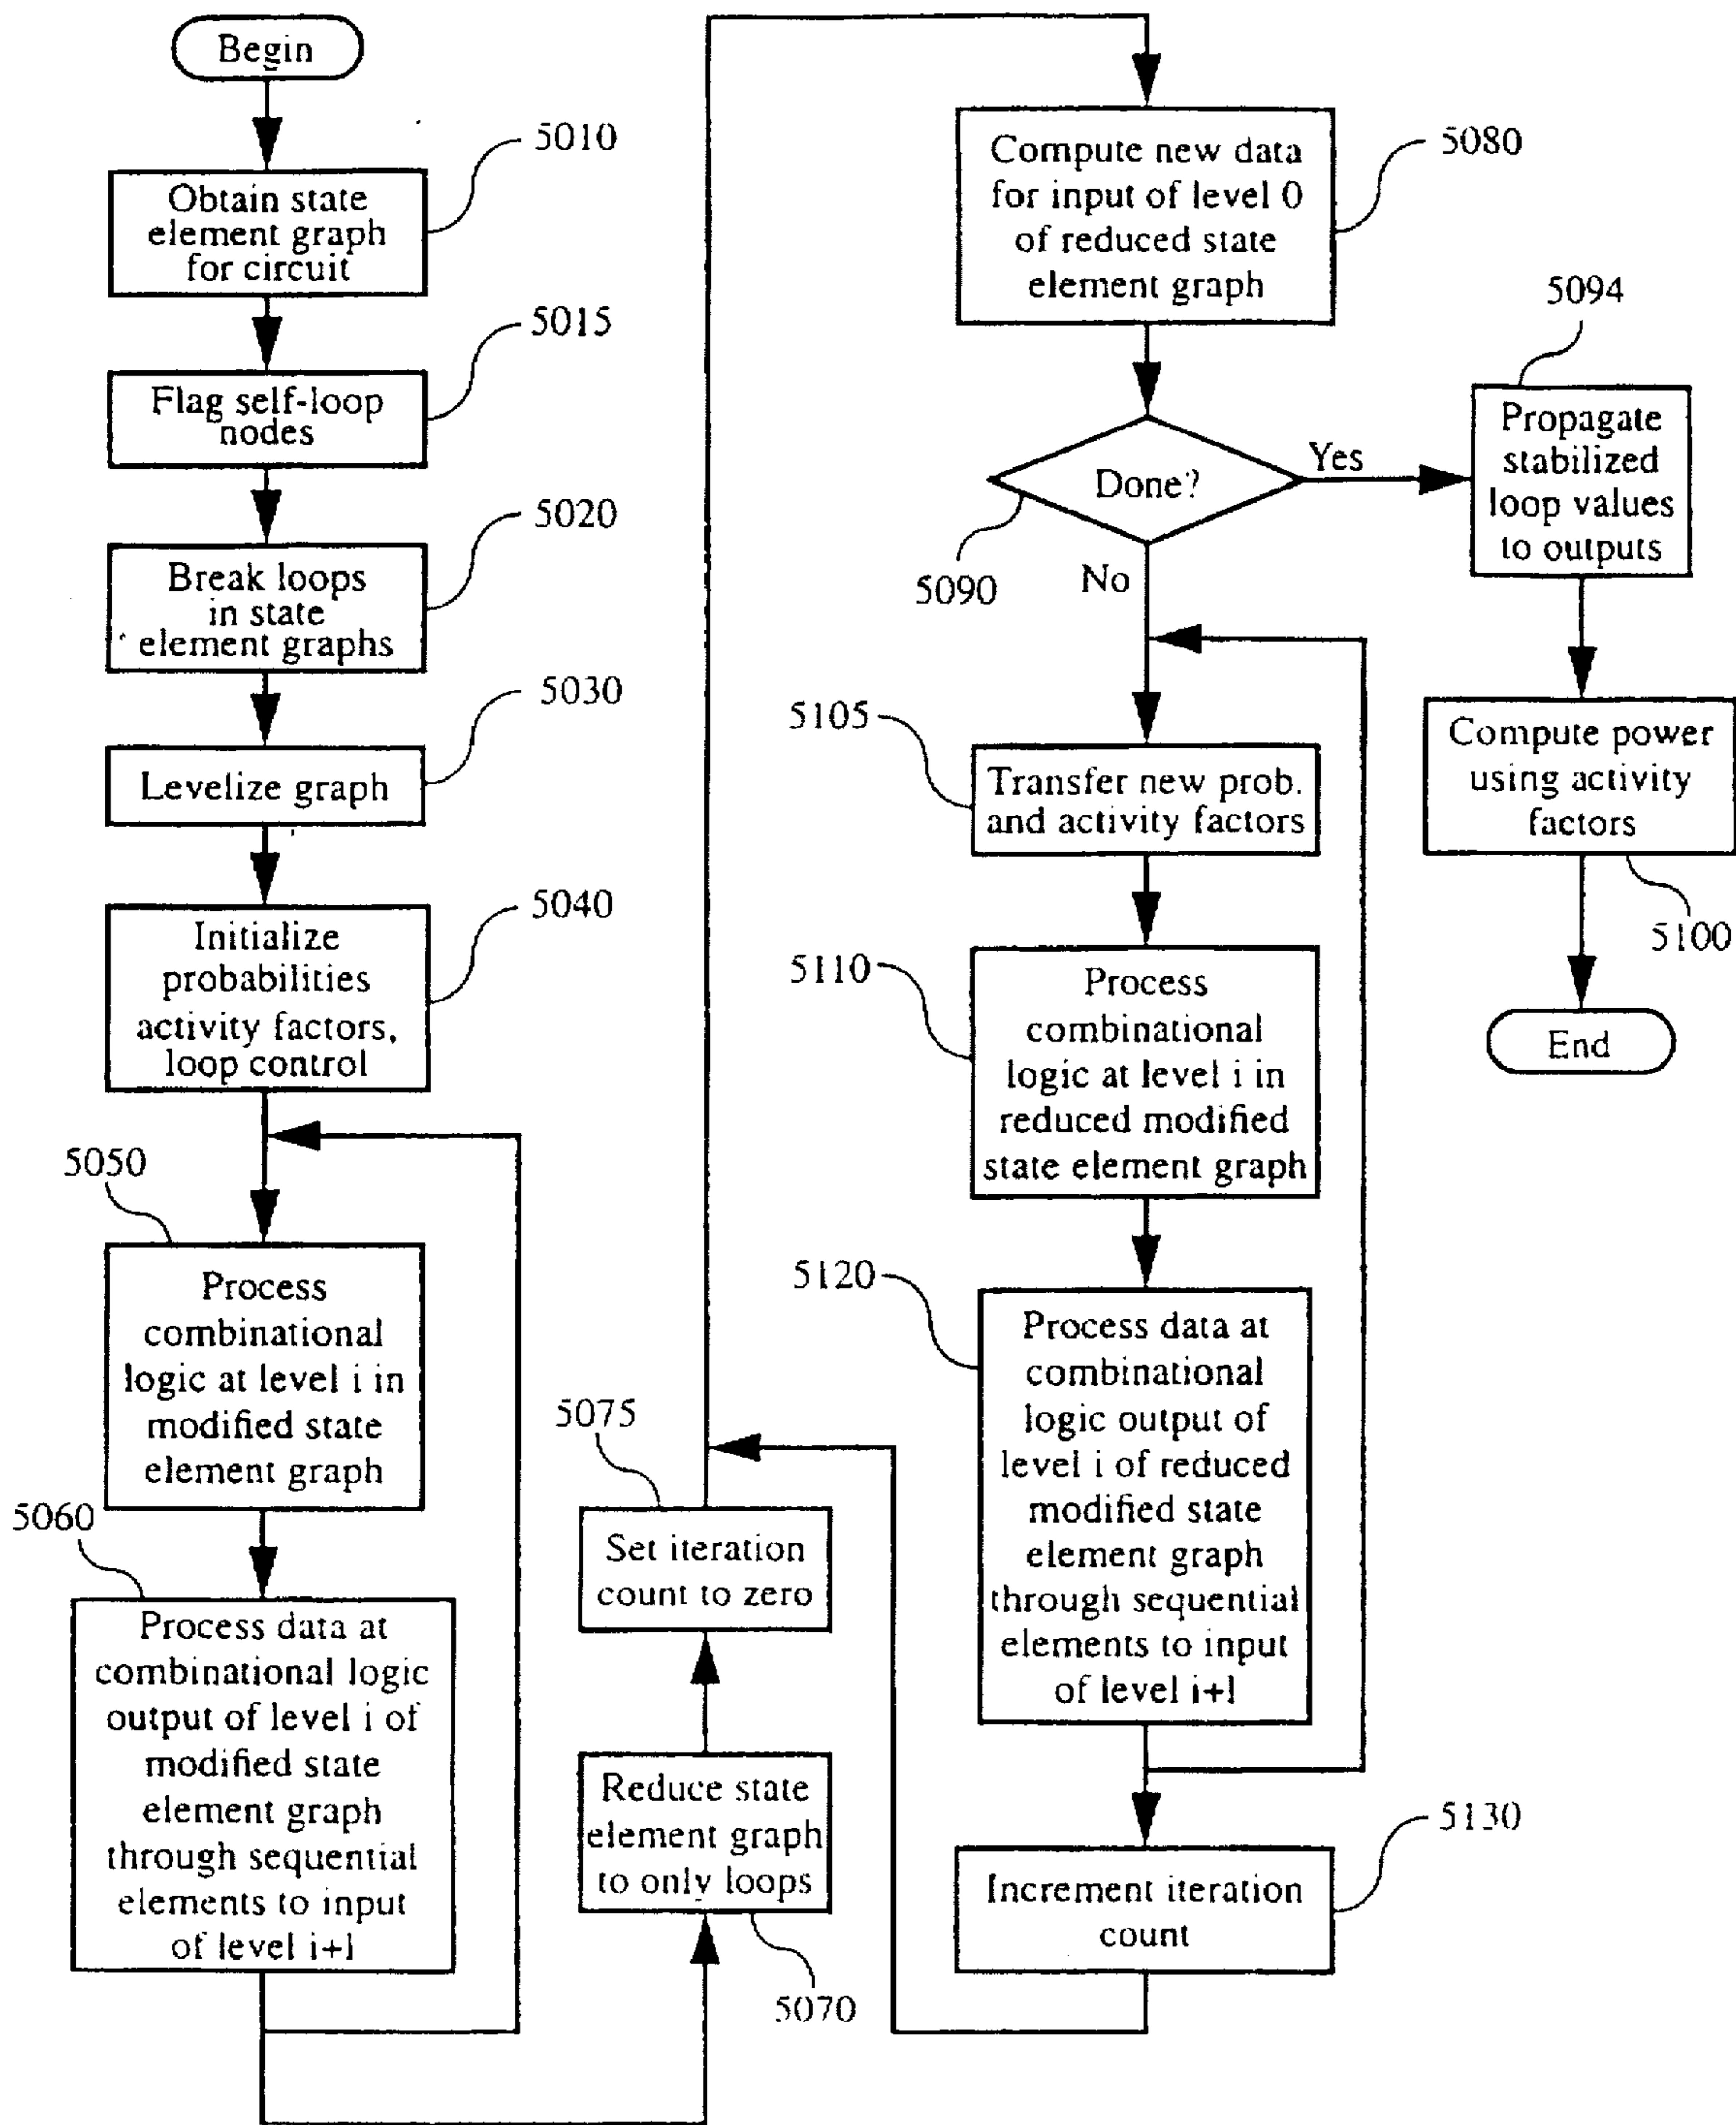 Begin
5010
Obtain state
element graph
for circuit
5015
Flag self-loop
nodes
5020
Break loops
in state
element graphs
5030
Levelize graph
5040
Initialize
probabilities
activity factors,
loop control
5050
Process
combinational
logic at level i in
modified state
element graph
5060
Process data at
combinational logic
output of level i of
modified state
element graph
through sequential
elements to input
of level i+1
Reduce state
element graph
to only loops
5070
5075
Set iteration
count to zero
5080
Compute new data
for input of level 0
of reduced state
element graph
Done?
Yes
No
5090
5094
Propagate
stabilized
loop values
to outputs
Compute power
using activity
factors
5100
End
5105
Transfer new prob.
and activity factors
5110
Process
combinational
logic at level i in
reduced modified
state element graph
5120
Process data at
combinational
logic output of
level i of reduced
modified state
element graph
through sequential
elements to input
of level i+1
5130
Increment iteration
count